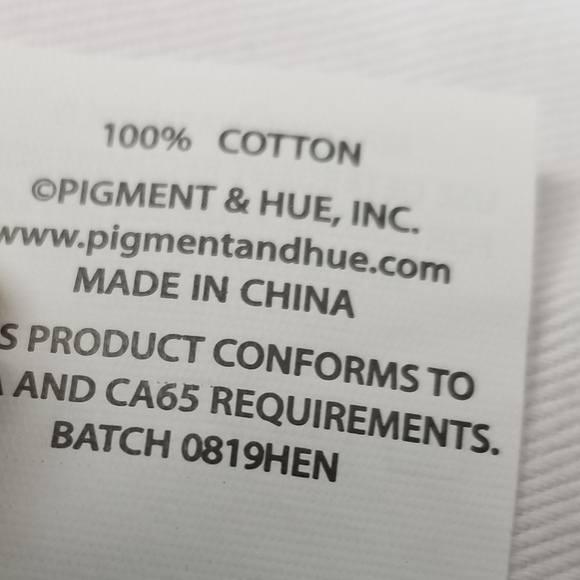 100% COTTON
©PIGMENT & HUE, INC.
www.pigmentandhue.com
MADE IN CHINA
S PRODUCT CONFORMS TO
A AND CA65 REQUIREMENTS.
BATCH 0819HEN